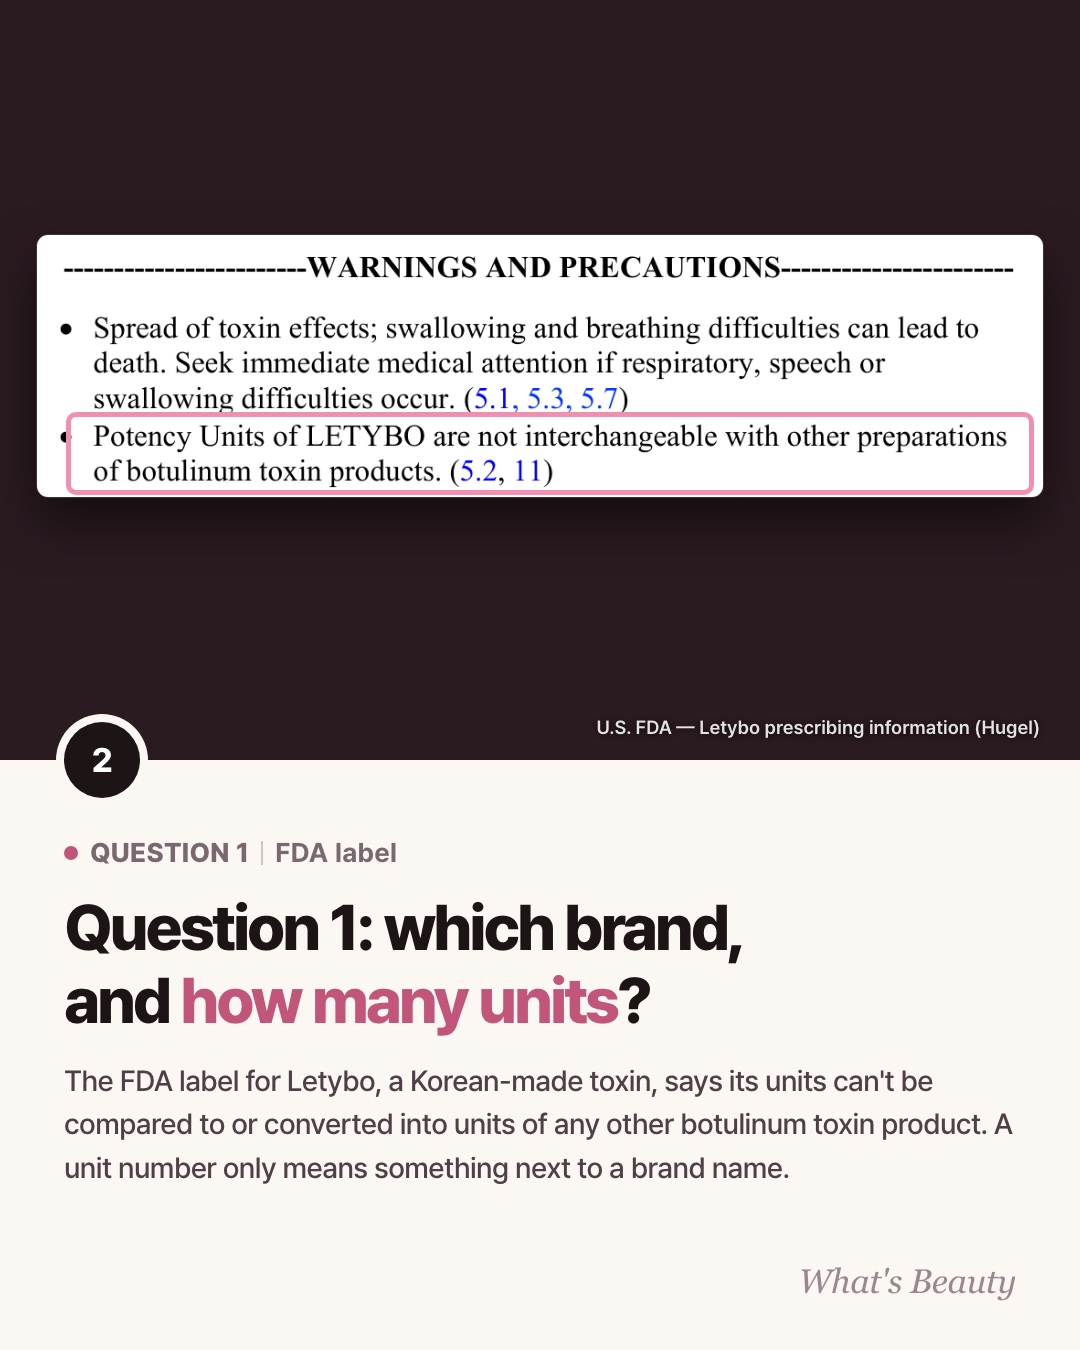 ------------------------WARNINGS AND PRECAUTIONS-----------------------
• Spread of toxin effects; swallowing and breathing difficulties can lead to
death. Seek immediate medical attention if respiratory, speech or
swallowing difficulties occur. (5.1, 5.3, 5.7)
• Potency Units of LETYBO are not interchangeable with other preparations
of botulinum toxin products. (5.2, 11)
U.S. FDA — Letybo prescribing information (Hugel)
2
QUESTION 1 | FDA label
Question 1: which brand,
and how many units?
The FDA label for Letybo, a Korean-made toxin, says its units can't be
compared to or converted into units of any other botulinum toxin product. A
unit number only means something next to a brand name.
What's Beauty